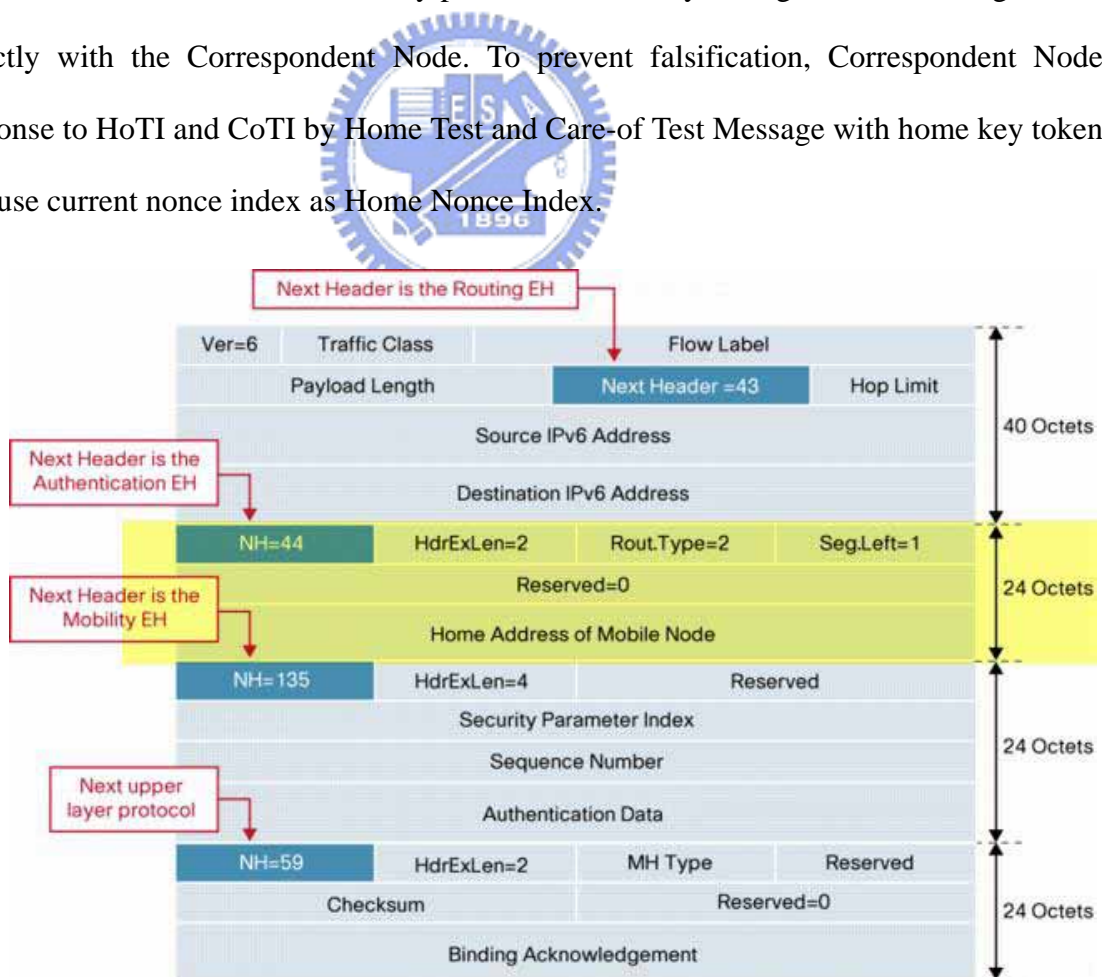 ctly with the Correspondent Node. To prevent falsification, Correspondent Node
onse to HoTI and CoTI by Home Test and Care-of Test Message with home key token
use current nonce index as Home Nonce Index.
E S A
1896
Next Header is the Routing EH
Ver=6 Traffic Class Flow Label
Payload Length Next Header =43 Hop Limit
Source IPv6 Address
40 Octets
Next Header is the
Authentication EH
Destination IPv6 Address
NH=44 HdrExLen=2 Rout.Type=2 Seg.Left=1
Reserved=0
24 Octets
Next Header is the
Mobility EH
Home Address of Mobile Node
NH=135 HdrExLen=4 Reserved
Security Parameter Index
24 Octets
Sequence Number
Next upper
layer protocol
Authentication Data
NH=59 HdrExLen=2 MH Type Reserved
Checksum Reserved=0
24 Octets
Binding Acknowledgement